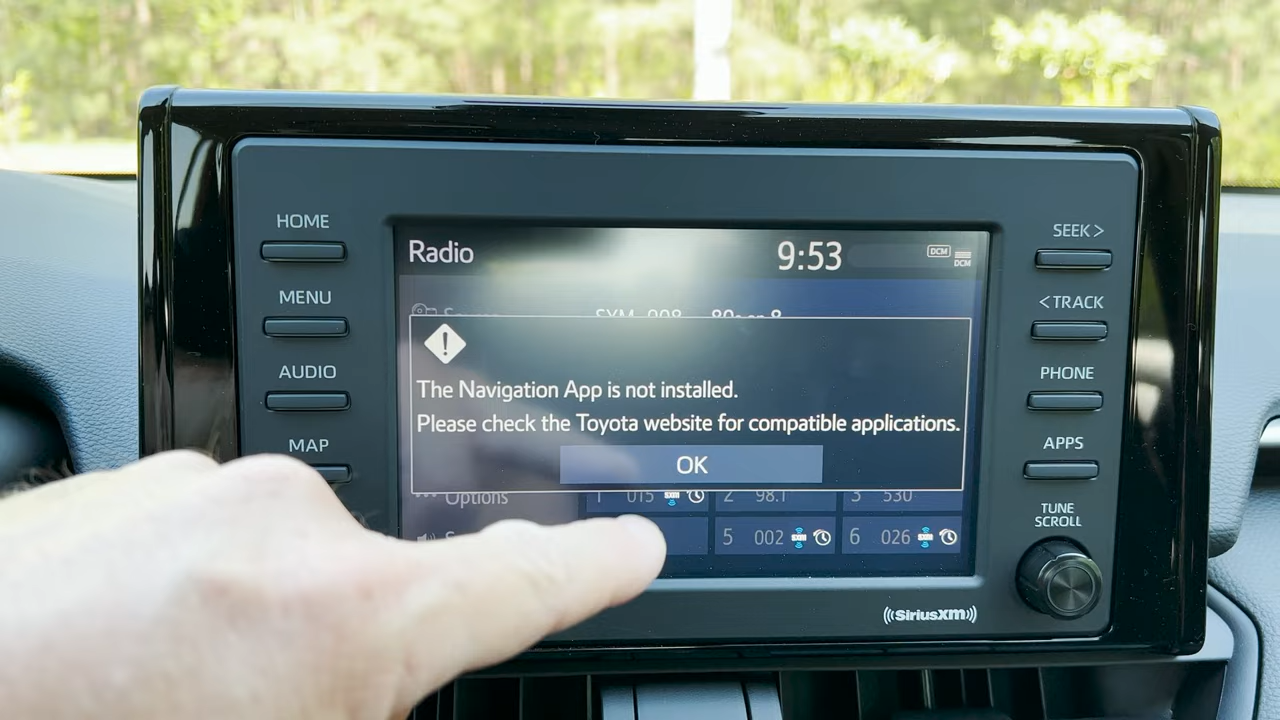 HOME
MENU
AUDIO
MAP
Radio
9:53
DCM
DCM
The Navigation App is not installed.
Please check the Toyota website for compatible applications.
OK
Options
1 015
2 98.1
3 530
5 002
6 026
SEEK >
< TRACK
PHONE
APPS
TUNE
SCROLL
((SiriusXM))